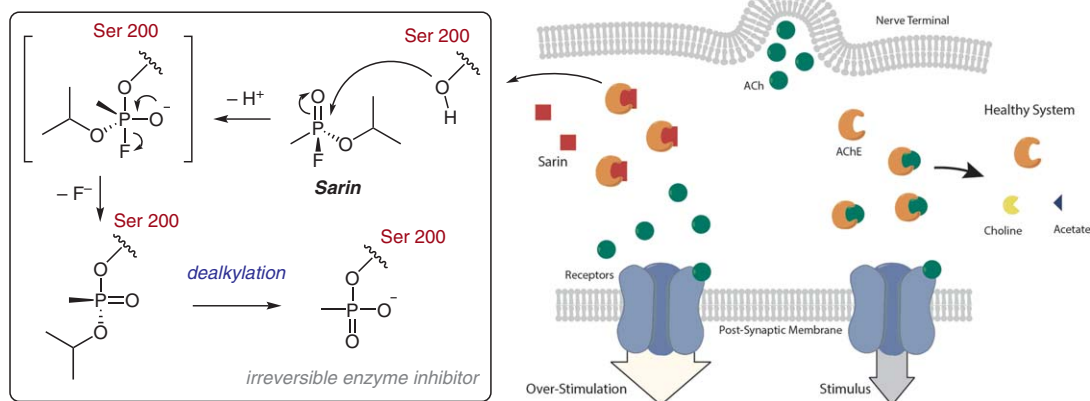 Ser 200
Ser 200
O
O
– H⁺
O
H
P
O⁻
P
O
O
F
F
Sarin
– F⁻
Ser 200
Ser 200
O
dealkylation
O
P=O
P
O⁻
O
O
irreversible enzyme inhibitor
Nerve Terminal
ACh
Healthy System
Sarin
AChE
Choline
Acetate
Receptors
Post-Synaptic Membrane
Over-Stimulation
Stimulus